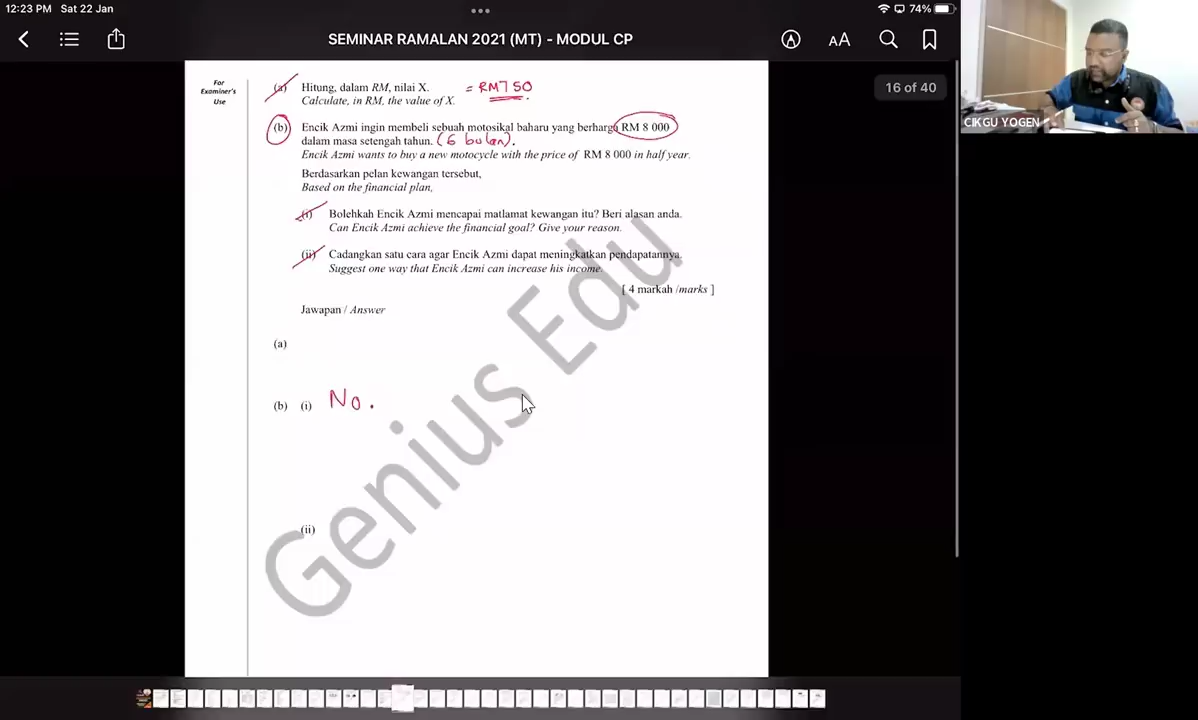 12:23 PM Sat 22 Jan
74%
SEMINAR RAMALAN 2021 (MT) - MODUL CP
AA
16 of 40
CIKGU YOGEN
For
Examiner's
Use
(a) Hitung, dalam RM, nilai X. = RM750
Calculate, in RM, the value of X.
(b) Encik Azmi ingin membeli sebuah motosikal baharu yang berharga RM 8 000
dalam masa setengah tahun. (6 bulan).
Encik Azmi wants to buy a new motocycle with the price of RM 8 000 in half year.
Berdasarkan pelan kewangan tersebut,
Based on the financial plan,
(i) Bolehkah Encik Azmi mencapai matlamat kewangan itu? Beri alasan anda.
Can Encik Azmi achieve the financial goal? Give your reason.
(ii) Cadangkan satu cara agar Encik Azmi dapat meningkatkan pendapatannya.
Suggest one way that Encik Azmi can increase his income.
[ 4 markah /marks ]
Jawapan / Answer
(a)
(b) (i) No.
(ii)
Genius Edu